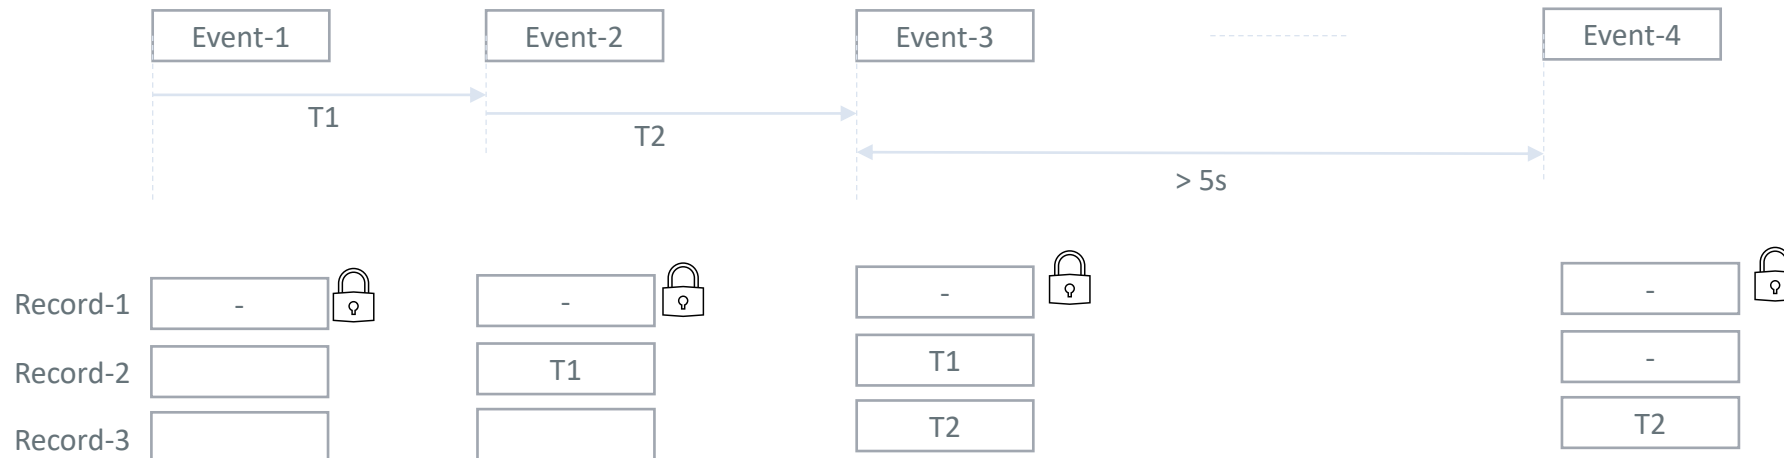 Event-1 Event-2 Event-3 Event-4
T1
T2
> 5s
Record-1 - - - -
Record-2 T1 T1 -
Record-3 T2 T2